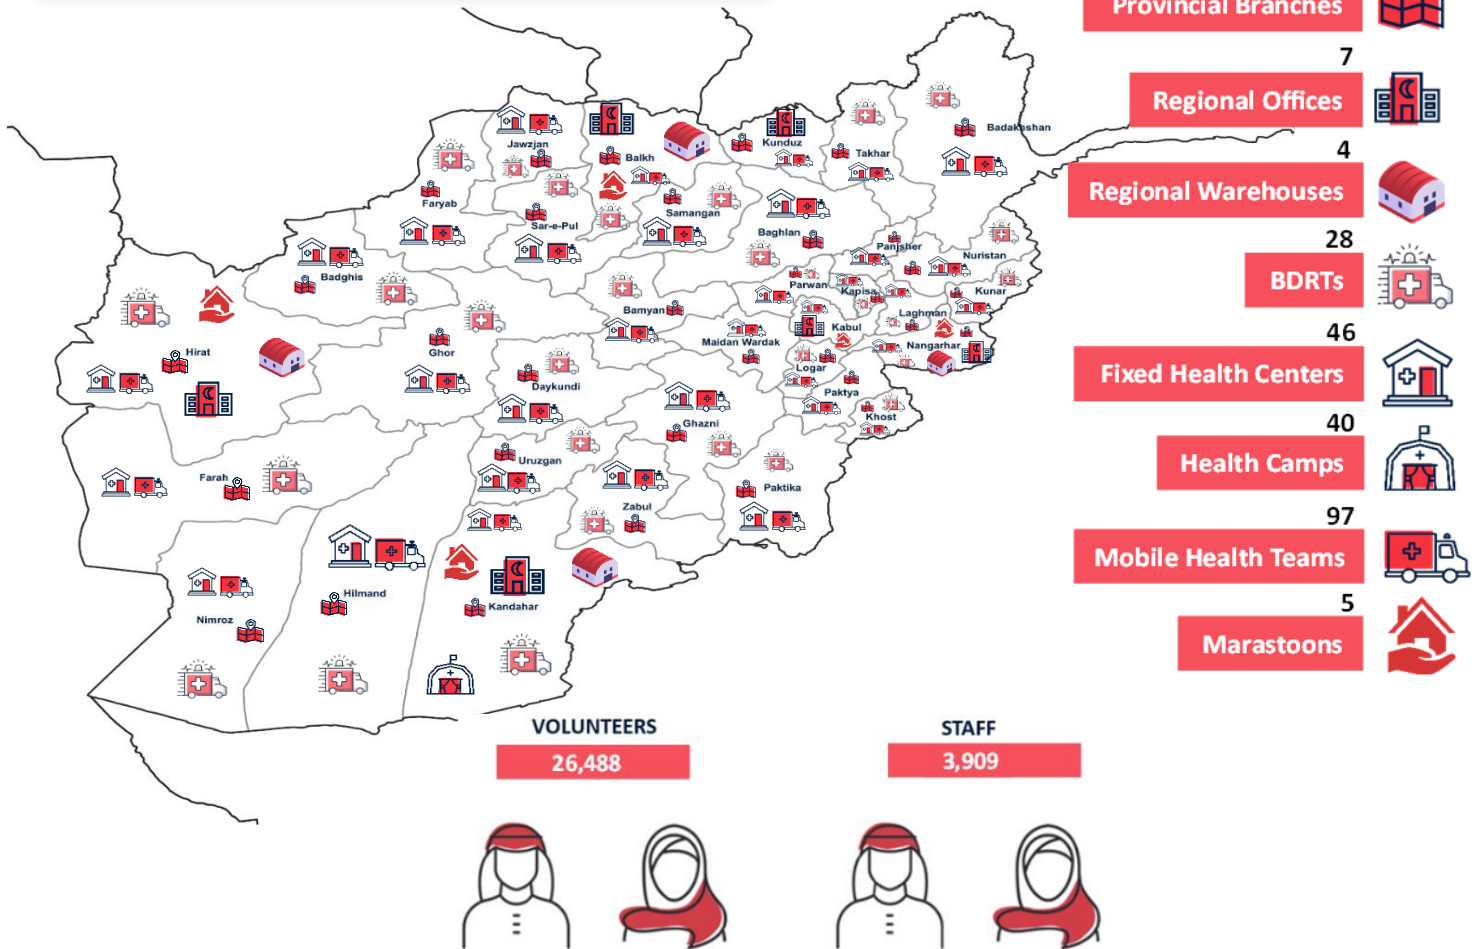 Provincial Branches
7
Regional Offices
4
Regional Warehouses
28
BDRTs
46
Fixed Health Centers
40
Health Camps
97
Mobile Health Teams
5
Marastoons
Badakhshan
Jawzjan
Balkh
Kunduz
Takhar
Faryab
Samangan
Sar-e-Pul
Baghlan
Panjsher
Nuristan
Badghis
Parwan
Kapisa
Kunar
Bamyan
Laghman
Kabul
Maidan Wardak
Nangarhar
Hirat
Ghor
Logar
Daykundi
Paktya
Khost
Ghazni
Uruzgan
Farah
Paktika
Zabul
Hilmand
Kandahar
Nimroz
VOLUNTEERS
26,488
STAFF
3,909